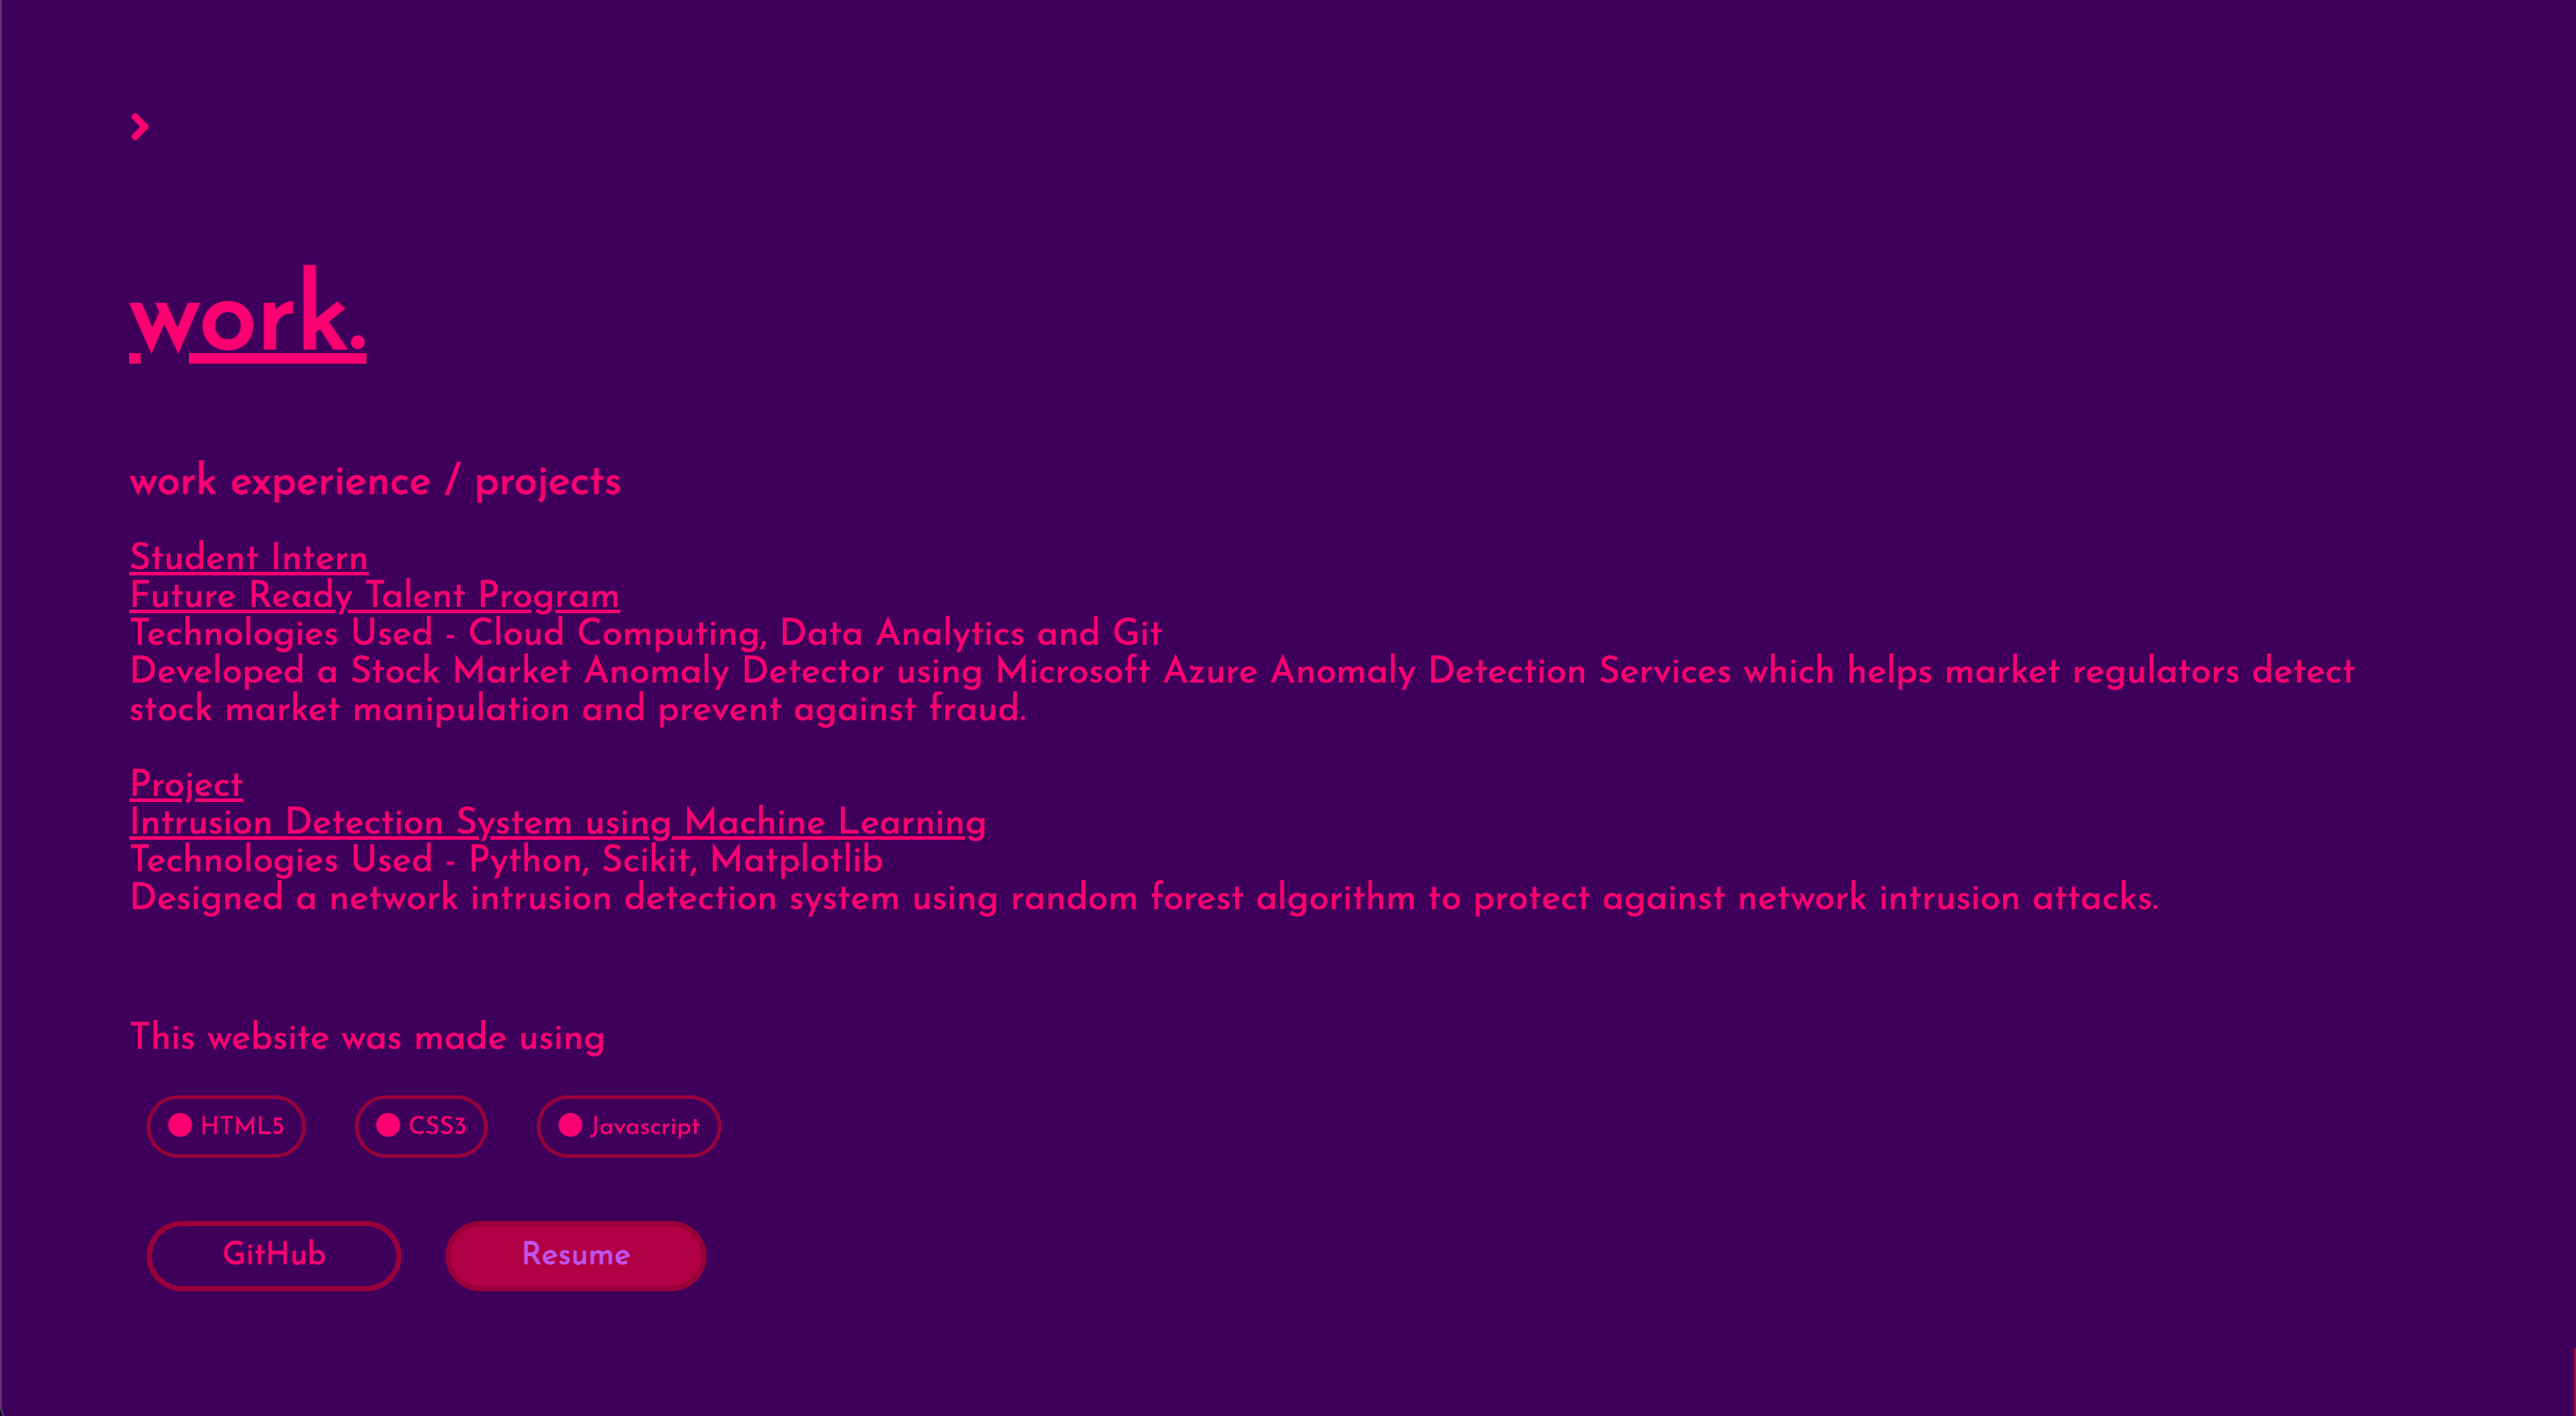 work.
work experience / projects
Student Intern
Future Ready Talent Program
Technologies Used - Cloud Computing, Data Analytics and Git
Developed a Stock Market Anomaly Detector using Microsoft Azure Anomaly Detection Services which helps market regulators detect
stock market manipulation and prevent against fraud.
Project
Intrusion Detection System using Machine Learning
Technologies Used - Python, Scikit, Matplotlib
Designed a network intrusion detection system using random forest algorithm to protect against network intrusion attacks.
This website was made using
HTML5 CSS3 Javascript
GitHub Resume